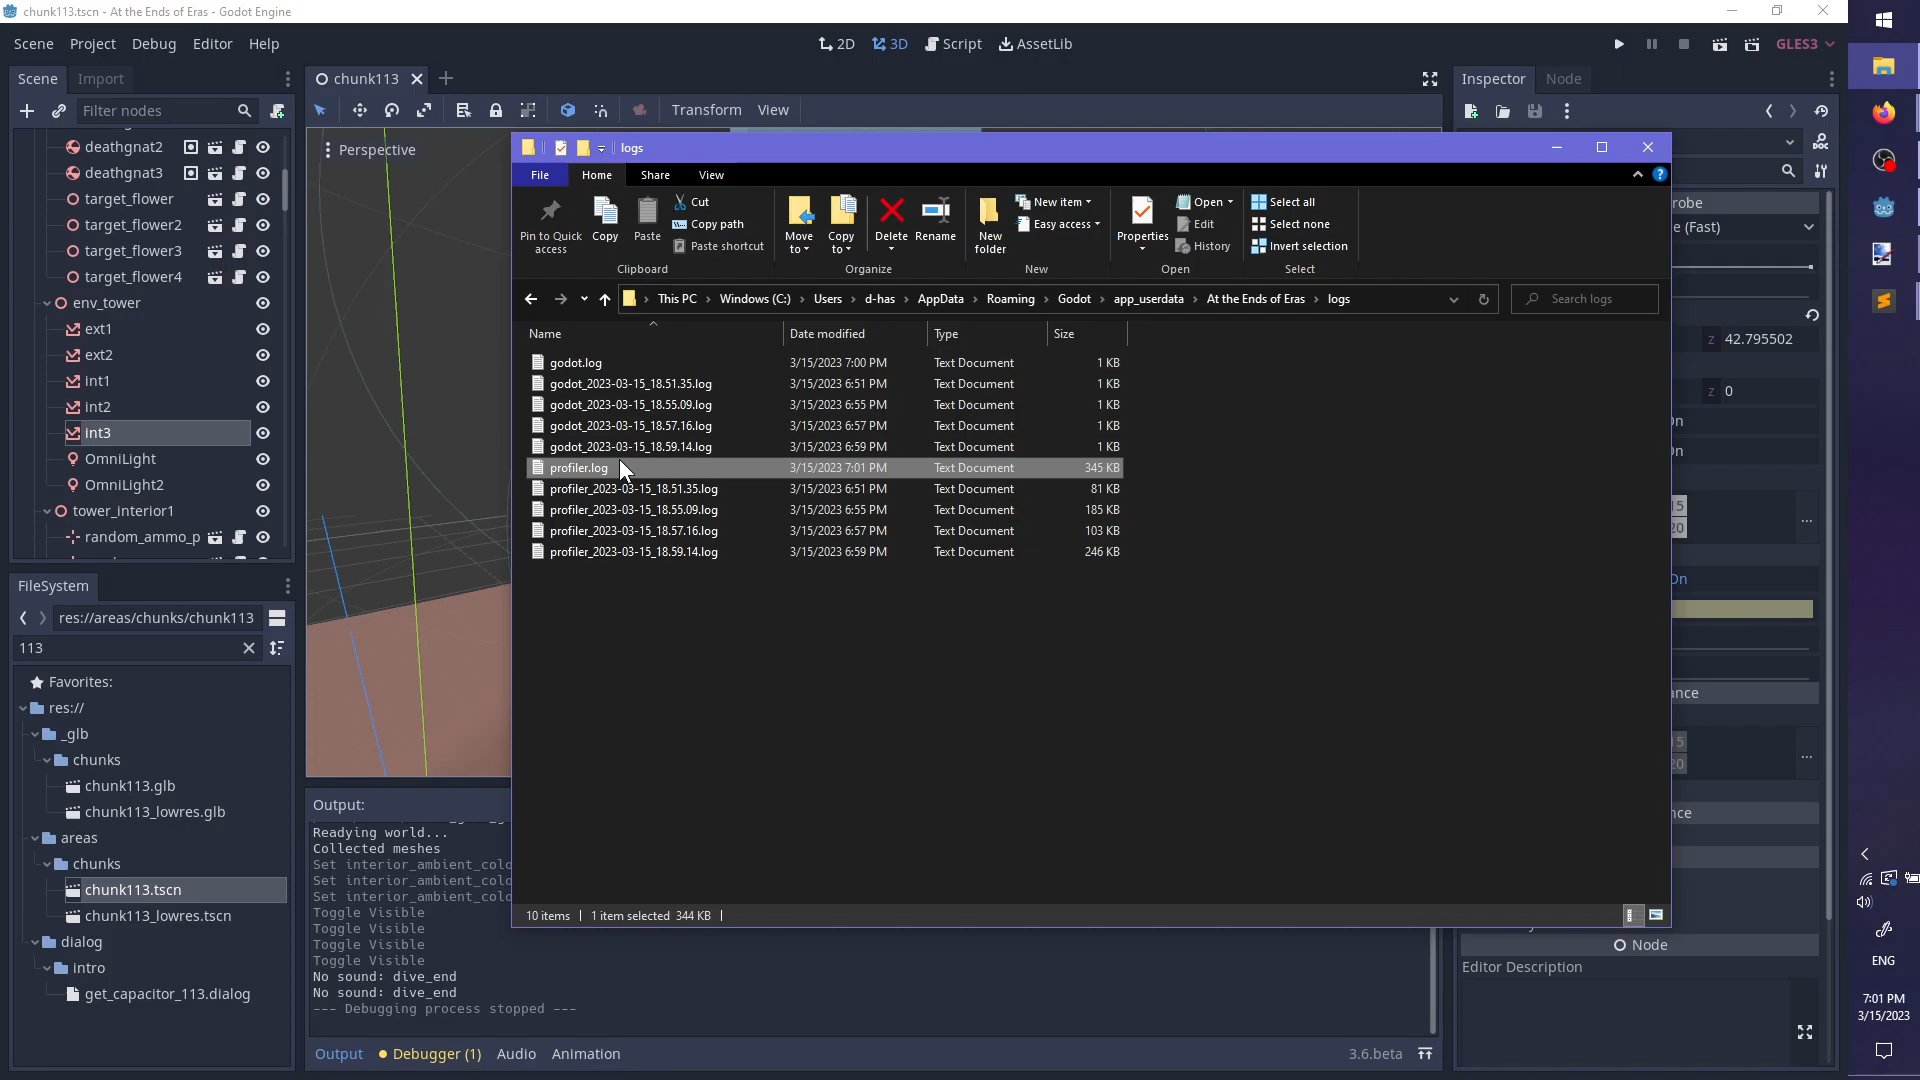 chunk113.tscn - At the Ends of Eras - Godot Engine
Scene Project Debug Editor Help
2D 3D Script AssetLib
GLES3
Scene Import
chunk113
Inspector Node
Filter nodes
Transform View
Perspective
deathgnat2
deathgnat3
target_flower
target_flower2
target_flower3
target_flower4
env_tower
ext1
ext2
int1
int2
int3
OmniLight
OmniLight2
tower_interior1
random_ammo_p
FileSystem
res://areas/chunks/chunk113
113
Favorites:
res://
_glb
chunks
chunk113.glb
chunk113_lowres.glb
areas
chunks
chunk113.tscn
chunk113_lowres.tscn
dialog
intro
get_capacitor_113.dialog
logs
File Home Share View
Pin to Quick access
Copy
Paste
Cut
Copy path
Paste shortcut
Clipboard
Move to
Copy to
Delete
Rename
Organize
New folder
New item
Easy access
New
Properties
Open
Edit
History
Open
Select all
Select none
Invert selection
Select
This PC > Windows (C:) > Users > d-has > AppData > Roaming > Godot > app_userdata > At the Ends of Eras > logs
Search logs
Name Date modified Type Size
godot.log 3/15/2023 7:00 PM Text Document 1 KB
godot_2023-03-15_18.51.35.log 3/15/2023 6:51 PM Text Document 1 KB
godot_2023-03-15_18.55.09.log 3/15/2023 6:55 PM Text Document 1 KB
godot_2023-03-15_18.57.16.log 3/15/2023 6:57 PM Text Document 1 KB
godot_2023-03-15_18.59.14.log 3/15/2023 6:59 PM Text Document 1 KB
profiler.log 3/15/2023 7:01 PM Text Document 345 KB
profiler_2023-03-15_18.51.35.log 3/15/2023 6:51 PM Text Document 81 KB
profiler_2023-03-15_18.55.09.log 3/15/2023 6:55 PM Text Document 185 KB
profiler_2023-03-15_18.57.16.log 3/15/2023 6:57 PM Text Document 103 KB
profiler_2023-03-15_18.59.14.log 3/15/2023 6:59 PM Text Document 246 KB
10 items 1 item selected 344 KB
Output:
Readying world...
Collected meshes
Set interior_ambient_colo
Set interior_ambient_colo
Set interior_ambient_colo
Toggle Visible
Toggle Visible
Toggle Visible
Toggle Visible
No sound: dive_end
No sound: dive_end
--- Debugging process stopped ---
Output Debugger (1) Audio Animation
3.6.beta
robe
e (Fast)
z 42.795502
z 0
On
On
15
20
On
ance
15
20
nce
Node
Editor Description
ENG
7:01 PM
3/15/2023